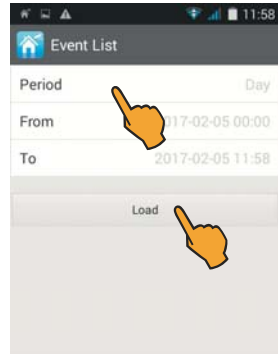 11:58
Event List
Period Day
From 017-02-05 00:00
To 2017-02-05 11:58
Load